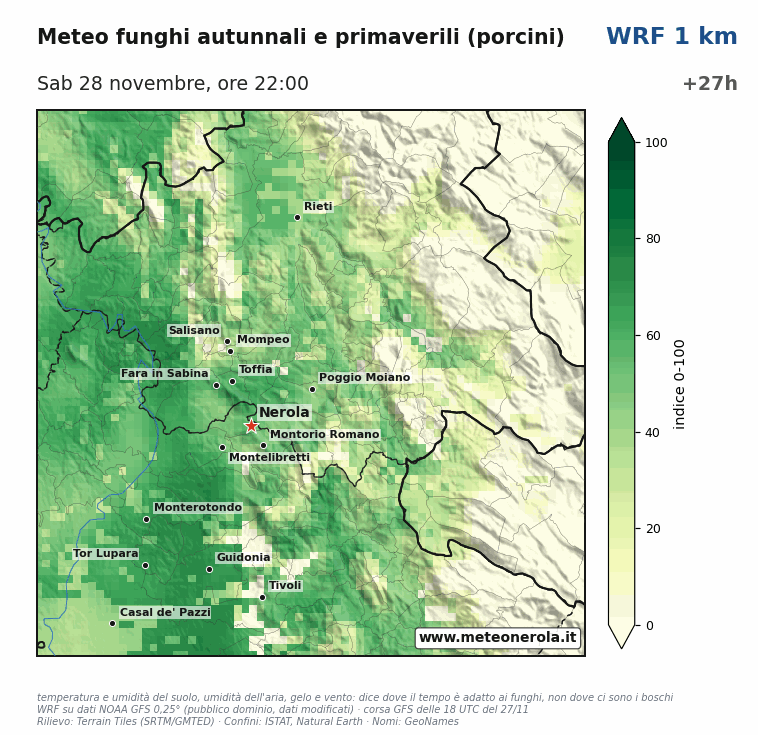 Meteo funghi autunnali e primaverili (porcini)
WRF 1 km
Sab 28 novembre, ore 22:00
+27h
Rieti
Salisano
Mompeo
Toffia
Fara in Sabina
Poggio Moiano
Nerola
Montorio Romano
Montelibretti
Monterotondo
Tor Lupara
Guidonia
Tivoli
Casal de' Pazzi
www.meteonerola.it
100
80
60
40
20
0
indice 0-100
temperatura e umidità del suolo, umidità dell'aria, gelo e vento: dice dove il tempo è adatto ai funghi, non dove ci sono i boschi
WRF su dati NOAA GFS 0,25° (pubblico dominio, dati modificati) · corsa GFS delle 18 UTC del 27/11
Rilievo: Terrain Tiles (SRTM/GMTED) · Confini: ISTAT, Natural Earth · Nomi: GeoNames